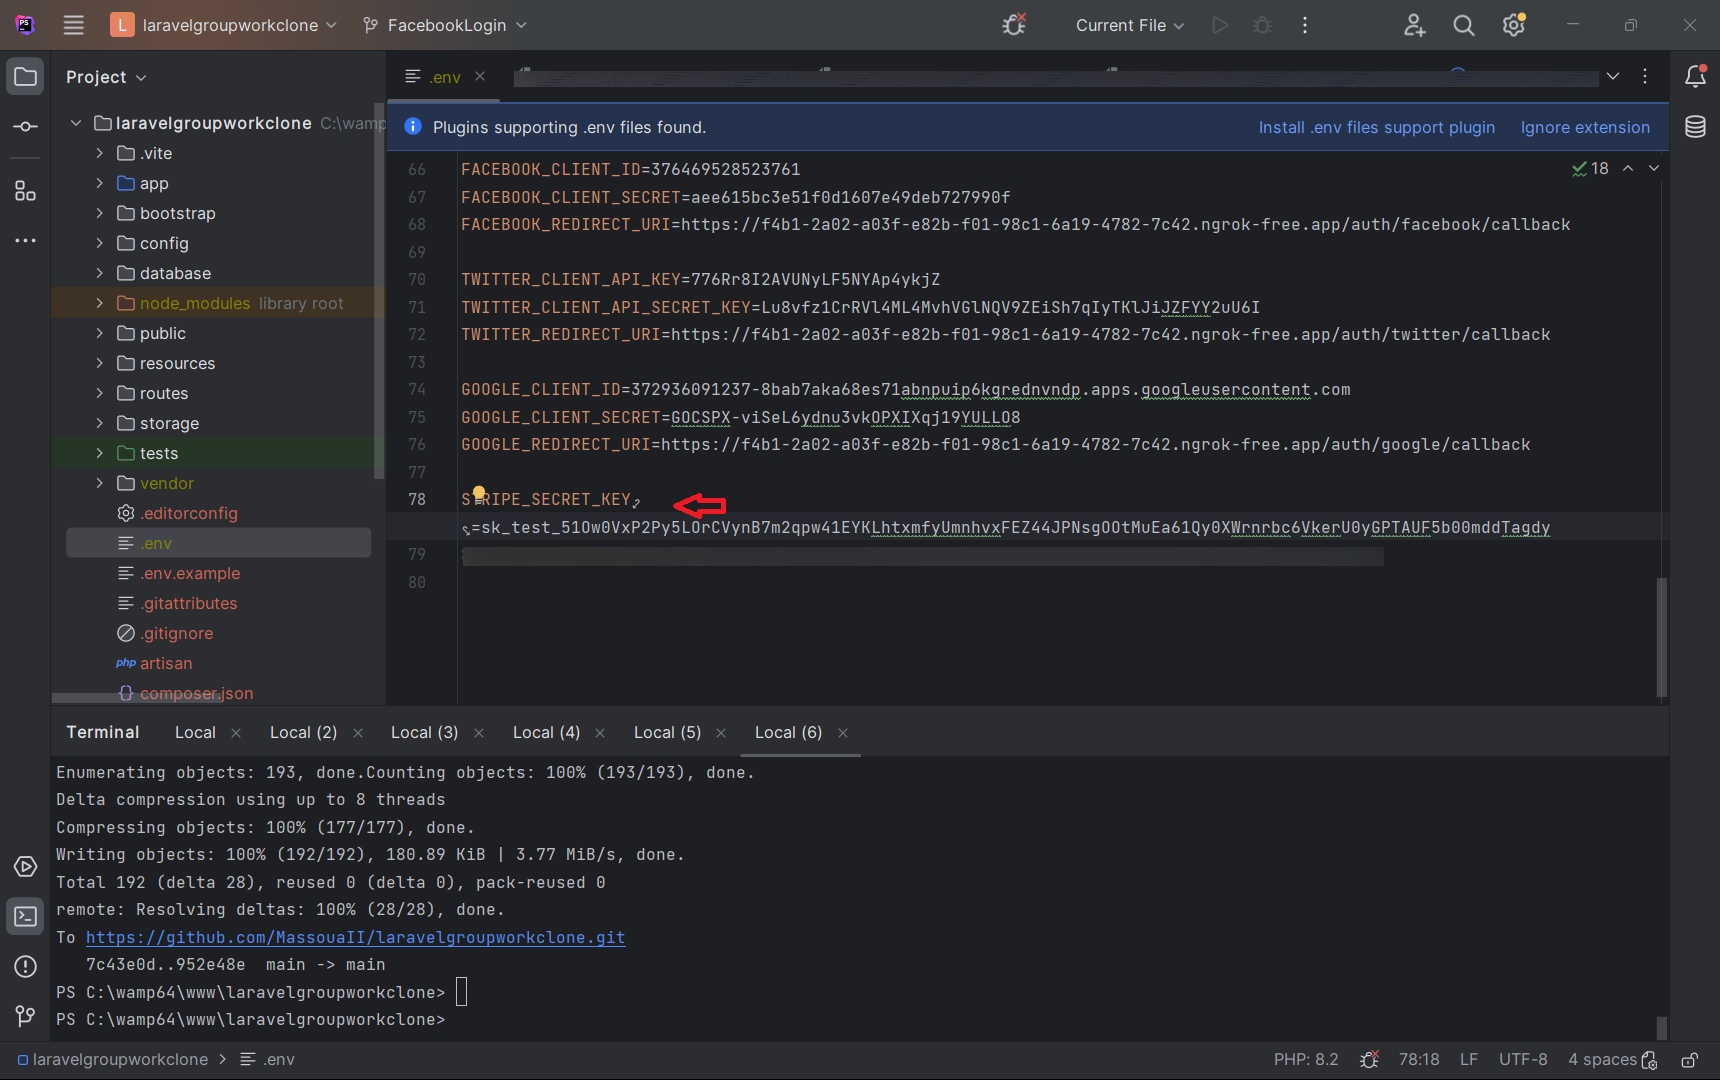 L laravelgroupworkclone FacebookLogin Current File
Project
.env
laravelgroupworkclone C:\wamp
Plugins supporting .env files found. Install .env files support plugin Ignore extension
.vite
app
bootstrap
config
database
node_modules library root
public
resources
routes
storage
tests
vendor
.editorconfig
.env
.env.example
.gitattributes
.gitignore
php artisan
composer.json
18
66 FACEBOOK_CLIENT_ID=376469528523761
67 FACEBOOK_CLIENT_SECRET=aee615bc3e51f0d1607e49deb727990f
68 FACEBOOK_REDIRECT_URI=https://f4b1-2a02-a03f-e82b-f01-98c1-6a19-4782-7c42.ngrok-free.app/auth/facebook/callback
69
70 TWITTER_CLIENT_API_KEY=776Rr8I2AVUNyLF5NYAp4ykjZ
71 TWITTER_CLIENT_API_SECRET_KEY=Lu8vfz1CrRVl4ML4MvhVGlNQV9ZEiSh7qIyTKlJiJZFYY2uU6I
72 TWITTER_REDIRECT_URI=https://f4b1-2a02-a03f-e82b-f01-98c1-6a19-4782-7c42.ngrok-free.app/auth/twitter/callback
73
74 GOOGLE_CLIENT_ID=372936091237-8bab7aka68es71abnpuip6kgrednvndp.apps.googleusercontent.com
75 GOOGLE_CLIENT_SECRET=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
76 GOOGLE_REDIRECT_URI=https://f4b1-2a02-a03f-e82b-f01-98c1-6a19-4782-7c42.ngrok-free.app/auth/google/callback
77
78 STRIPE_SECRET_KEY
=sk_test_51Ow0VxP2Py5LOrCVynB7m2qpw41EYKLhtxmfyUmnhvxFEZ44JPNsgOOtMuEa61Qy0XWrnrbc6VkerU0yGPTAUF5b00mddTagdy
79
80
Terminal Local Local (2) Local (3) Local (4) Local (5) Local (6)
Enumerating objects: 193, done.Counting objects: 100% (193/193), done.
Delta compression using up to 8 threads
Compressing objects: 100% (177/177), done.
Writing objects: 100% (192/192), 180.89 KiB | 3.77 MiB/s, done.
Total 192 (delta 28), reused 0 (delta 0), pack-reused 0
remote: Resolving deltas: 100% (28/28), done.
To https://github.com/MassouaII/laravelgroupworkclone.git
7c43e0d..952e48e main -> main
PS C:\wamp64\www\laravelgroupworkclone>
PS C:\wamp64\www\laravelgroupworkclone>
laravelgroupworkclone > .env PHP: 8.2 78:18 LF UTF-8 4 spaces